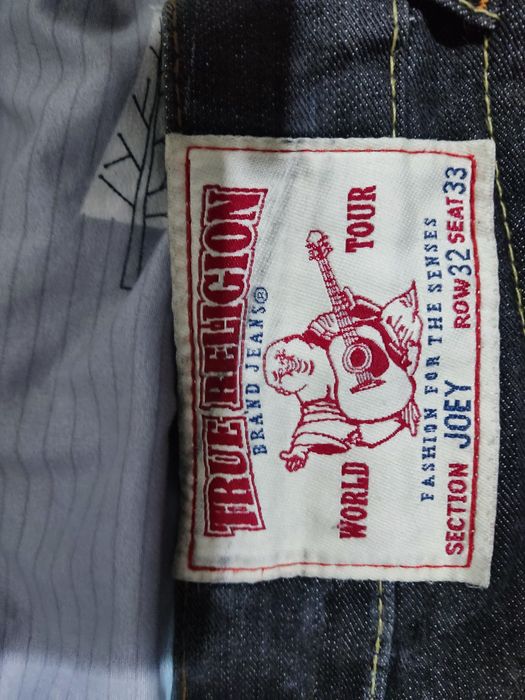 TRUE RELIGION
BRAND JEANS®
WORLD TOUR
FASHION FOR THE SENSES
SECTION JOEY ROW 32 SEAT 33